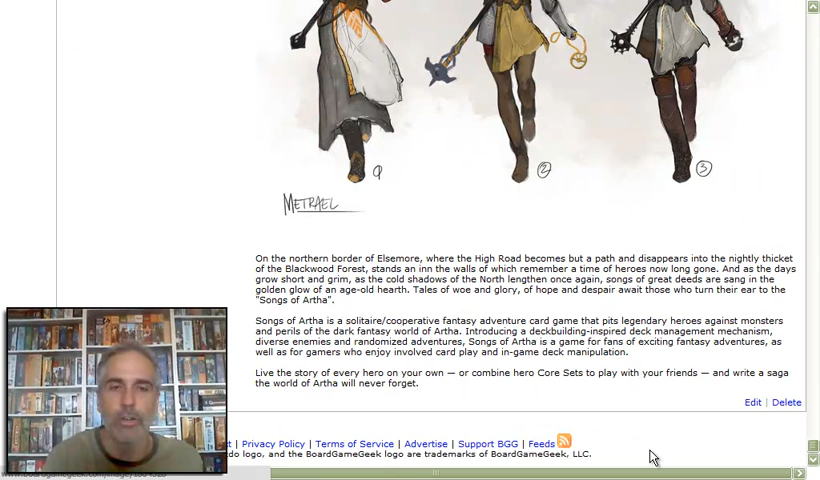 1 2 3
METRAEL
On the northern border of Elsemore, where the High Road becomes but a path and disappears into the nightly thicket
of the Blackwood Forest, stands an inn the walls of which remember a time of heroes now long gone. And as the days
grow short and grim, as the cold shadows of the North lengthen once again, songs of great deeds are sang in the
golden glow of an age-old hearth. Tales of woe and glory, of hope and despair await those who turn their ear to the
"Songs of Artha".
Songs of Artha is a solitaire/cooperative fantasy adventure card game that pits legendary heroes against monsters
and perils of the dark fantasy world of Artha. Introducing a deckbuilding-inspired deck management mechanism,
diverse enemies and randomized adventures, Songs of Artha is a game for fans of exciting fantasy adventures, as
well as for gamers who enjoy involved card play and in-game deck manipulation.
Live the story of every hero on your own — or combine hero Core Sets to play with your friends — and write a saga
the world of Artha will never forget.
Edit | Delete
| Privacy Policy | Terms of Service | Advertise | Support BGG | Feeds
logo, and the BoardGameGeek logo are trademarks of BoardGameGeek, LLC.